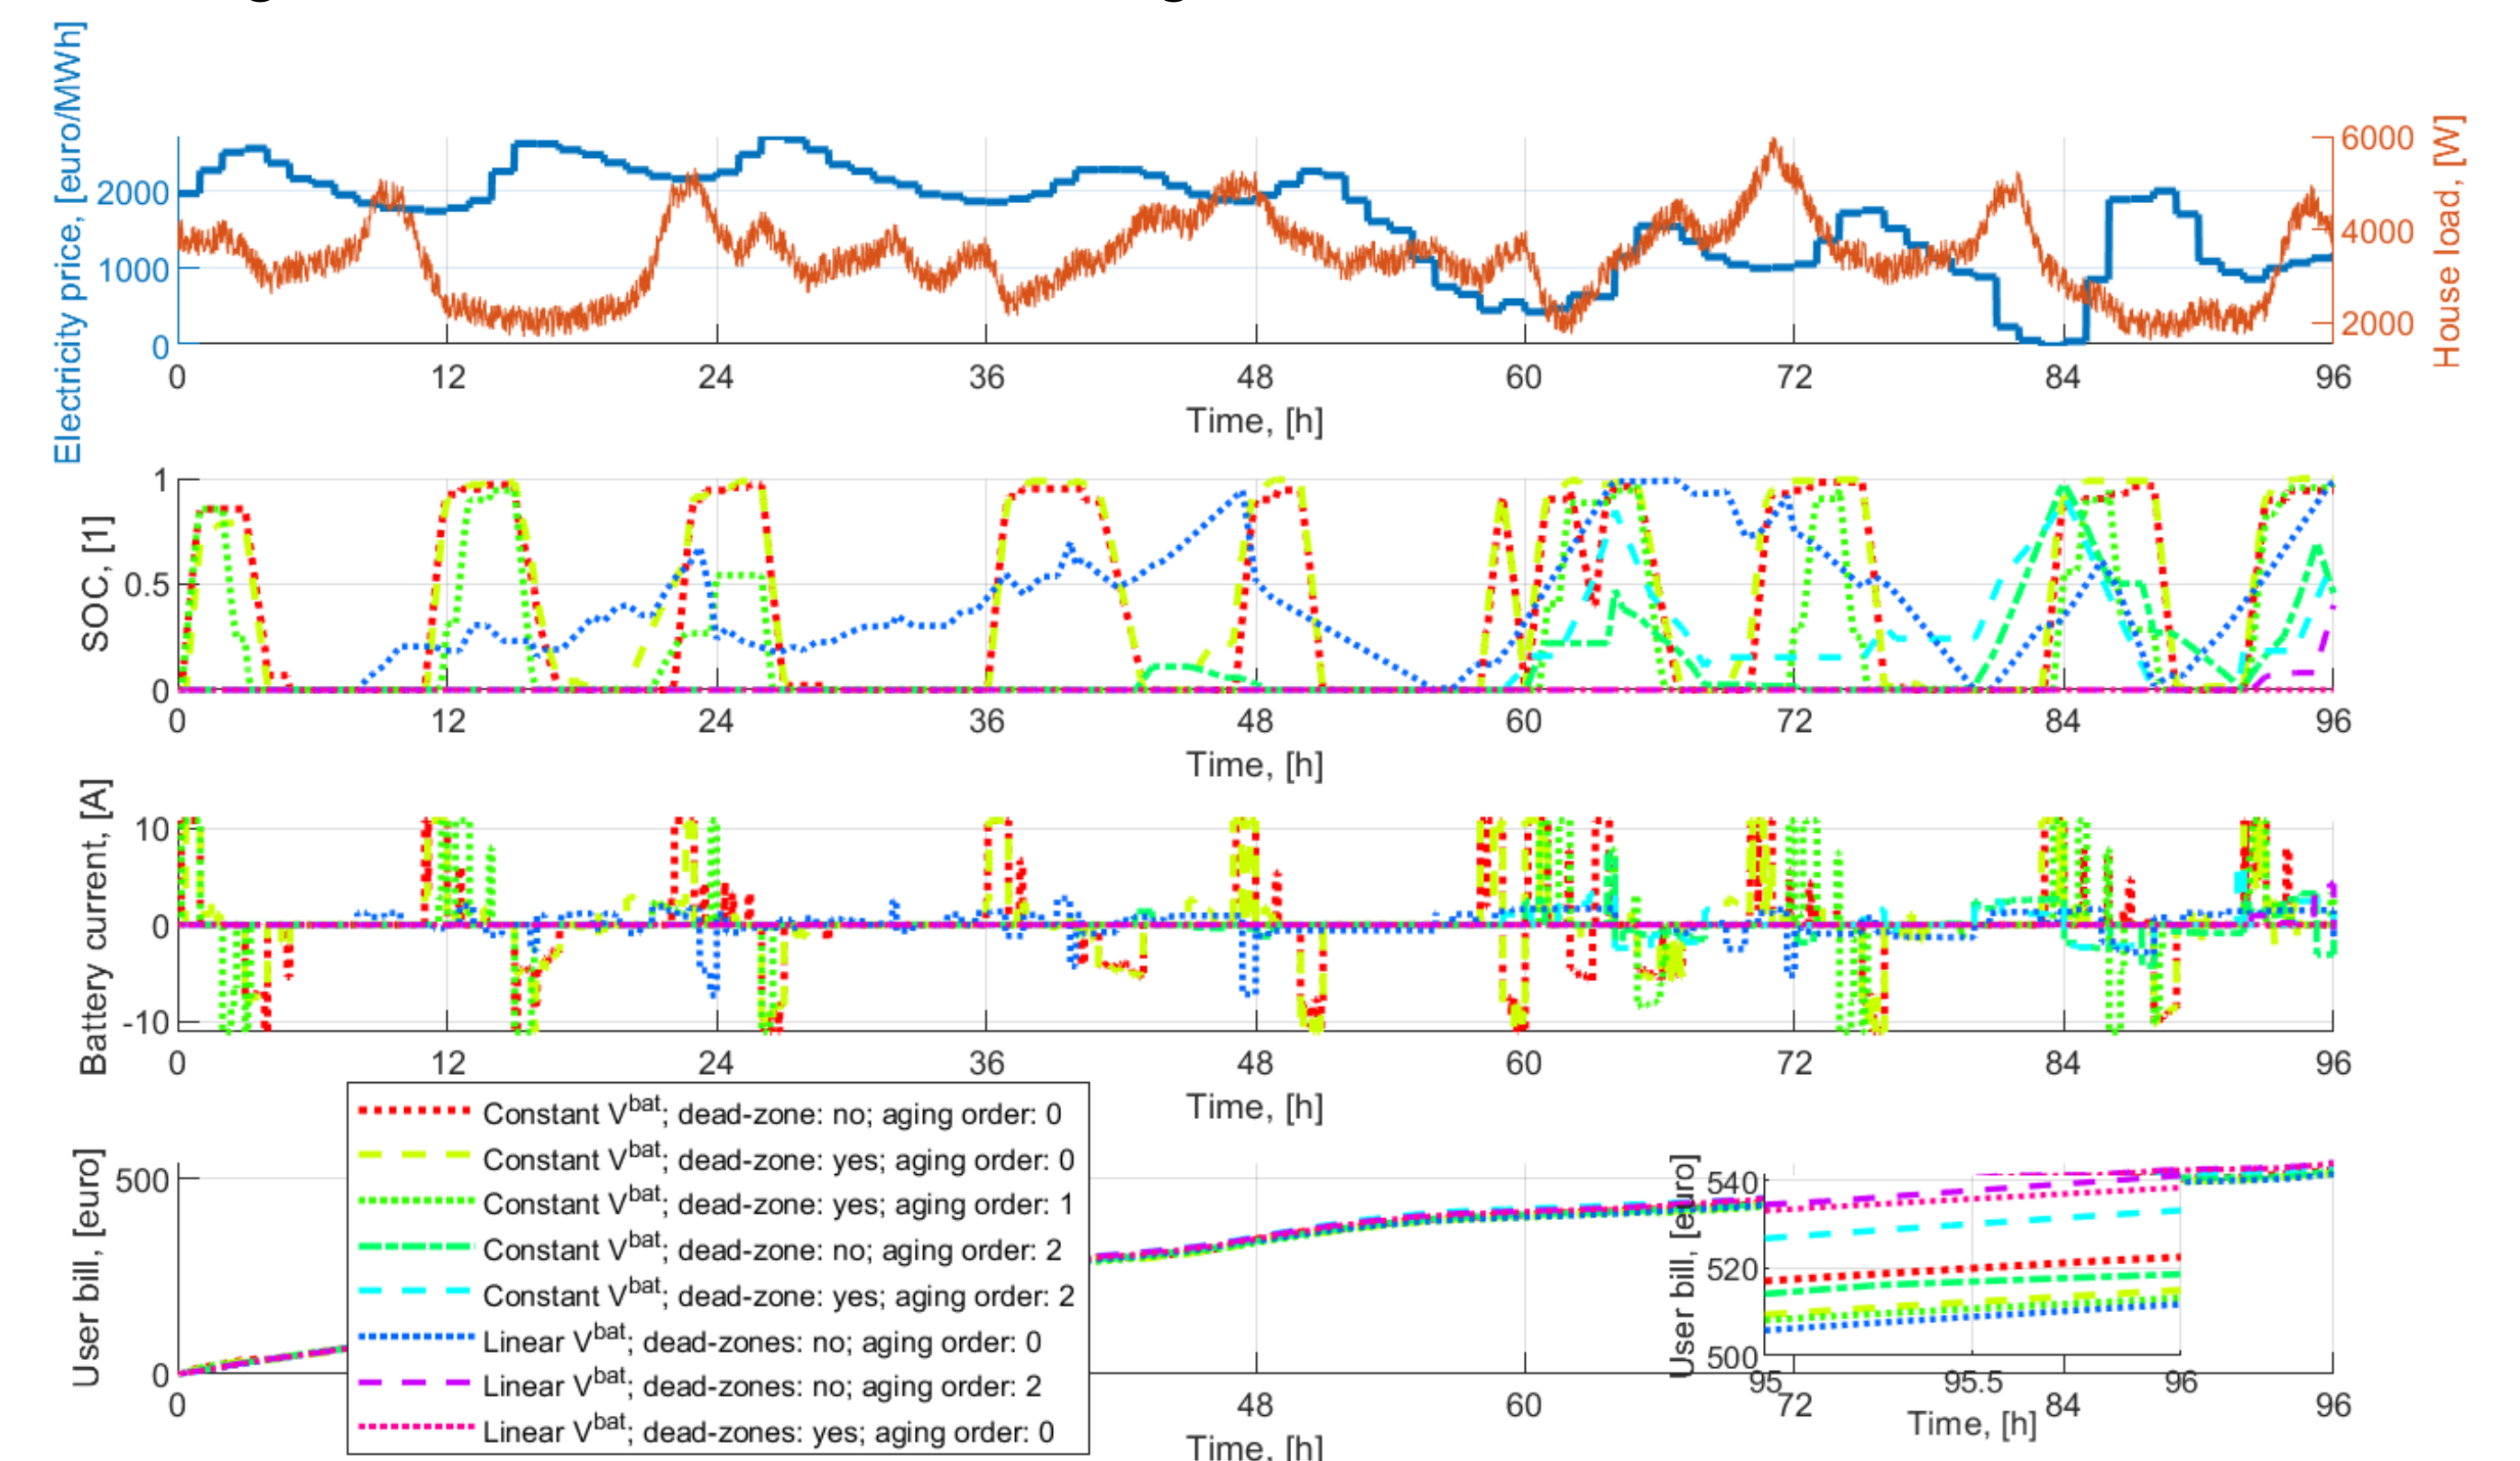 Electricity price, [euro/MWh]
2000
1000
0
6000
4000
2000
House load, [W]
0 12 24 36 48 60 72 84 96
Time, [h]
SOC, [1]
1
0.5
0
0 12 24 36 48 60 72 84 96
Time, [h]
Battery current, [A]
10
0
-10
0 12 24 36 48 60 72 84 96
Time, [h]
Constant V^bat; dead-zone: no; aging order: 0
Constant V^bat; dead-zone: yes; aging order: 0
Constant V^bat; dead-zone: yes; aging order: 1
Constant V^bat; dead-zone: no; aging order: 2
Constant V^bat; dead-zone: yes; aging order: 2
Linear V^bat; dead-zones: no; aging order: 0
Linear V^bat; dead-zones: no; aging order: 2
Linear V^bat; dead-zones: yes; aging order: 0
User bill, [euro]
500
0
0 48 60 72 84 96
Time, [h]
User bill, [euro]
540
520
500
95 95.5 96
Time, [h]